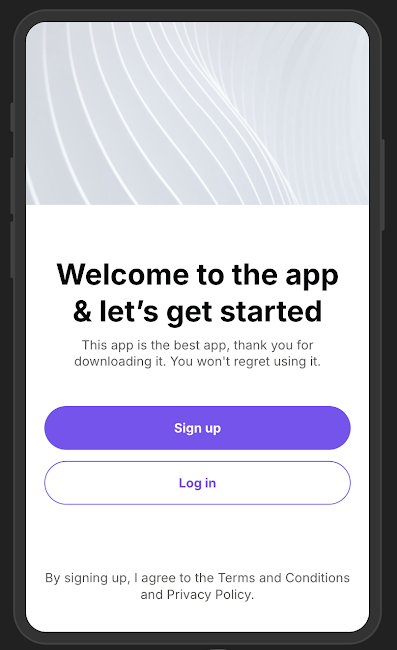 Welcome to the app
& let’s get started
This app is the best app, thank you for
downloading it. You won't regret using it.
Sign up
Log in
By signing up, I agree to the Terms and Conditions
and Privacy Policy.